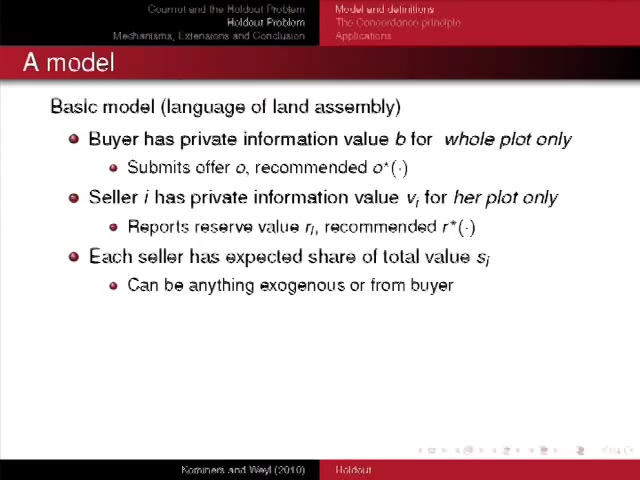 Cournot and the Holdout Problem
Holdout Problem
Mechanisms, Extensions and Conclusion
Model and definitions
The Concordance principle
Applications
A model
Basic model (language of land assembly)
Buyer has private information value b for whole plot only
Submits offer o, recommended o*(·)
Seller i has private information value vᵢ for her plot only
Reports reserve value rᵢ, recommended r*(·)
Each seller has expected share of total value sᵢ
Can be anything exogenous or from buyer
Kominers and Weyl (2010)
Holdout